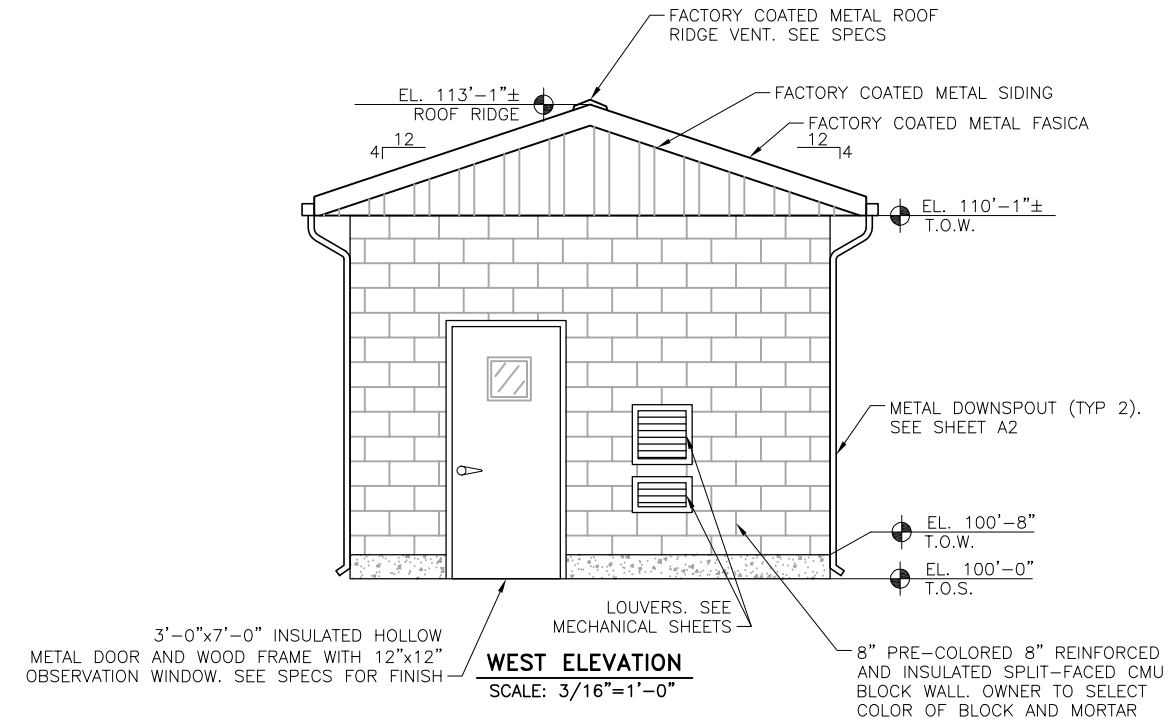 FACTORY COATED METAL ROOF
RIDGE VENT. SEE SPECS
EL. 113'-1"±
ROOF RIDGE
FACTORY COATED METAL SIDING
FACTORY COATED METAL FASICA
12
4
12
4
EL. 110'-1"±
T.O.W.
METAL DOWNSPOUT (TYP 2).
SEE SHEET A2
EL. 100'-8"
T.O.W.
EL. 100'-0"
T.O.S.
LOUVERS. SEE
MECHANICAL SHEETS
3'-0"x7'-0" INSULATED HOLLOW
METAL DOOR AND WOOD FRAME WITH 12"x12"
OBSERVATION WINDOW. SEE SPECS FOR FINISH
WEST ELEVATION
SCALE: 3/16"=1'-0"
8" PRE-COLORED 8" REINFORCED
AND INSULATED SPLIT-FACED CMU
BLOCK WALL. OWNER TO SELECT
COLOR OF BLOCK AND MORTAR